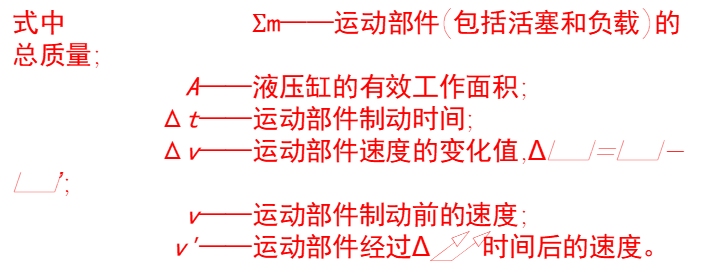 式中 Σm——运动部件(包括活塞和负载)的
总质量;
A——液压缸的有效工作面积;
Δt——运动部件制动时间;
Δv——运动部件速度的变化值,Δ = −
′;
v——运动部件制动前的速度;
v′——运动部件经过Δ 时间后的速度。